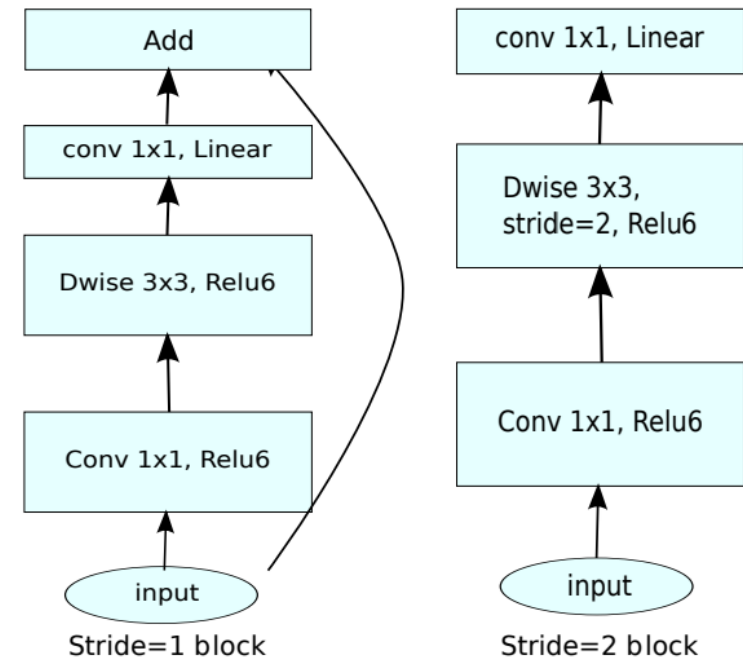 Add
conv 1x1, Linear
Dwise 3x3, Relu6
Conv 1x1, Relu6
input
Stride=1 block
conv 1x1, Linear
Dwise 3x3,
stride=2, Relu6
Conv 1x1, Relu6
input
Stride=2 block